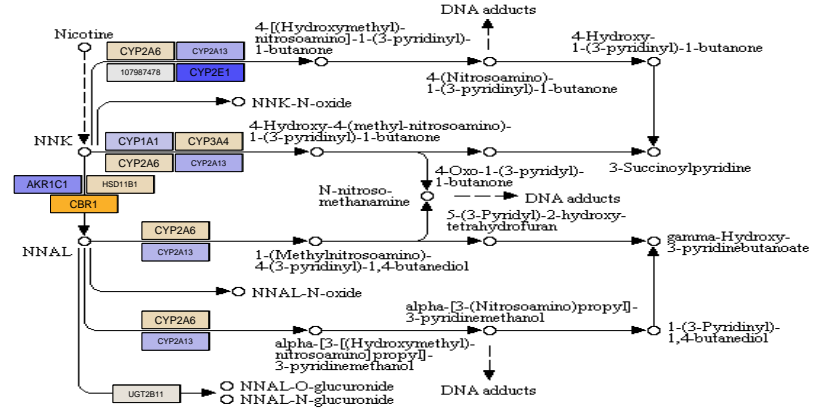 DNA adducts
4-[(Hydroxymethyl)-
nitrosoamino]-1-(3-pyridinyl)-
1-butanone
4-Hydroxy-
1-(3-pyridinyl)-1-butanone
Nicotine
CYP2A6
CYP2A13
107987478
CYP2E1
4-(Nitrosoamino)-
1-(3-pyridinyl)-1-butanone
NNK-N-oxide
NNK
CYP1A1
CYP3A4
4-Hydroxy-4-(methyl-nitrosoamino)-
1-(3-pyridinyl)-1-butanone
CYP2A6
CYP2A13
3-Succinoylpyridine
4-Oxo-1-(3-pyridyl)-
1-butanone
AKR1C1
HSD11B1
CBR1
N-nitroso-
methanamine
DNA adducts
5-(3-Pyridyl)-2-hydroxy-
tetrahydrofuran
CYP2A6
CYP2A13
NNAL
gamma-Hydroxy-
3-pyridinebutanoate
1-(Methylnitrosoamino)-
4-(3-pyridinyl)-1,4-butanediol
NNAL-N-oxide
CYP2A6
CYP2A13
alpha-[3-(Nitrosoamino)propyl]-
3-pyridinemethanol
1-(3-Pyridinyl)-
1,4-butanediol
alpha-[3-[(Hydroxymethyl)-
nitrosoamino]propyl]-
3-pyridinemethanol
DNA adducts
UGT2B11
NNAL-O-glucuronide
NNAL-N-glucuronide